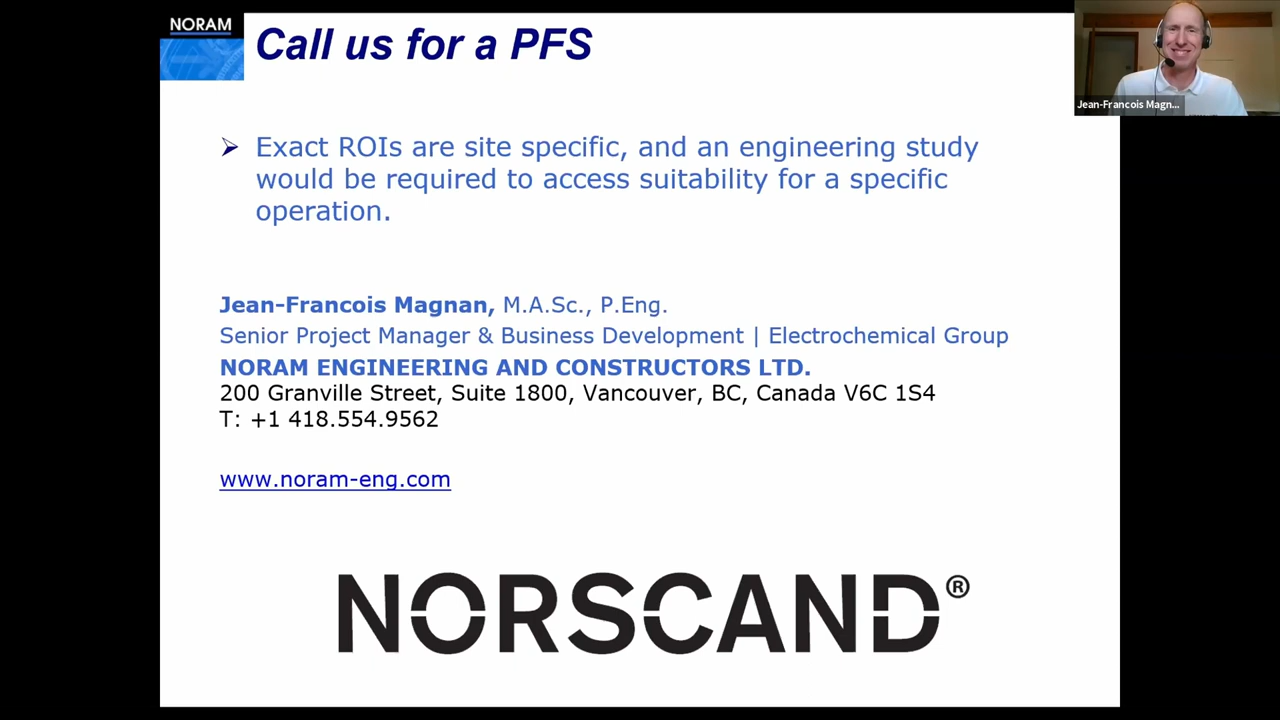 NORAM
Call us for a PFS
Jean-Francois Magn...
Exact ROIs are site specific, and an engineering study
would be required to access suitability for a specific
operation.
Jean-Francois Magnan, M.A.Sc., P.Eng.
Senior Project Manager & Business Development | Electrochemical Group
NORAM ENGINEERING AND CONSTRUCTORS LTD.
200 Granville Street, Suite 1800, Vancouver, BC, Canada V6C 1S4
T: +1 418.554.9562
www.noram-eng.com
NORSCAND®